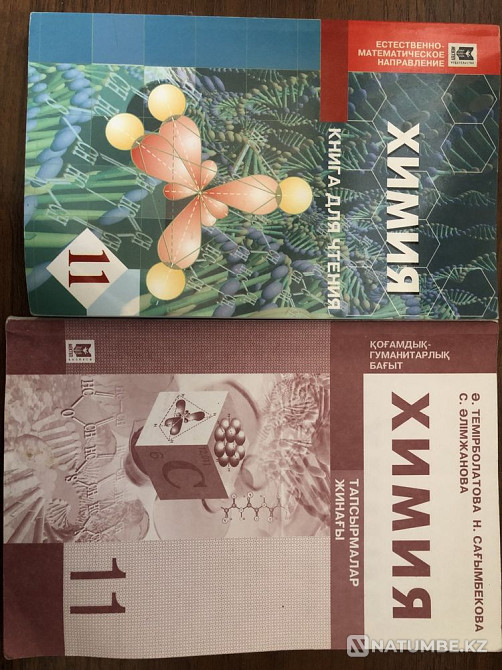 ЕСТЕСТВЕННО-
МАТЕМАТИЧЕСКОЕ
НАПРАВЛЕНИЕ
ХИМИЯ
КНИГА ДЛЯ ЧТЕНИЯ
11
ҚОҒАМДЫҚ-
ГУМАНИТАРЛЫҚ
БАҒЫТ
Ә. ТЕМІРБОЛАТОВА Н. САҒЫМБЕКОВА
С. ӘЛІМЖАНОВА
ХИМИЯ
ТАПСЫРМАЛАР
ЖИНАҒЫ
C
6
11
NATUMBE.KZ